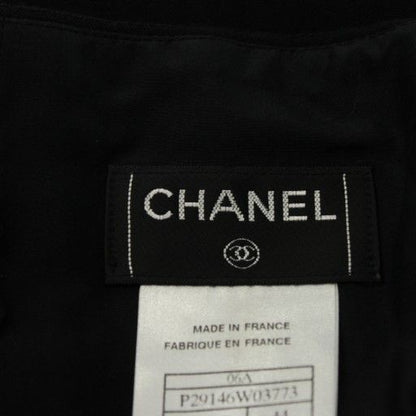 CHANEL
MADE IN FRANCE
FABRIQUE EN FRANCE
06A
P29146W03773